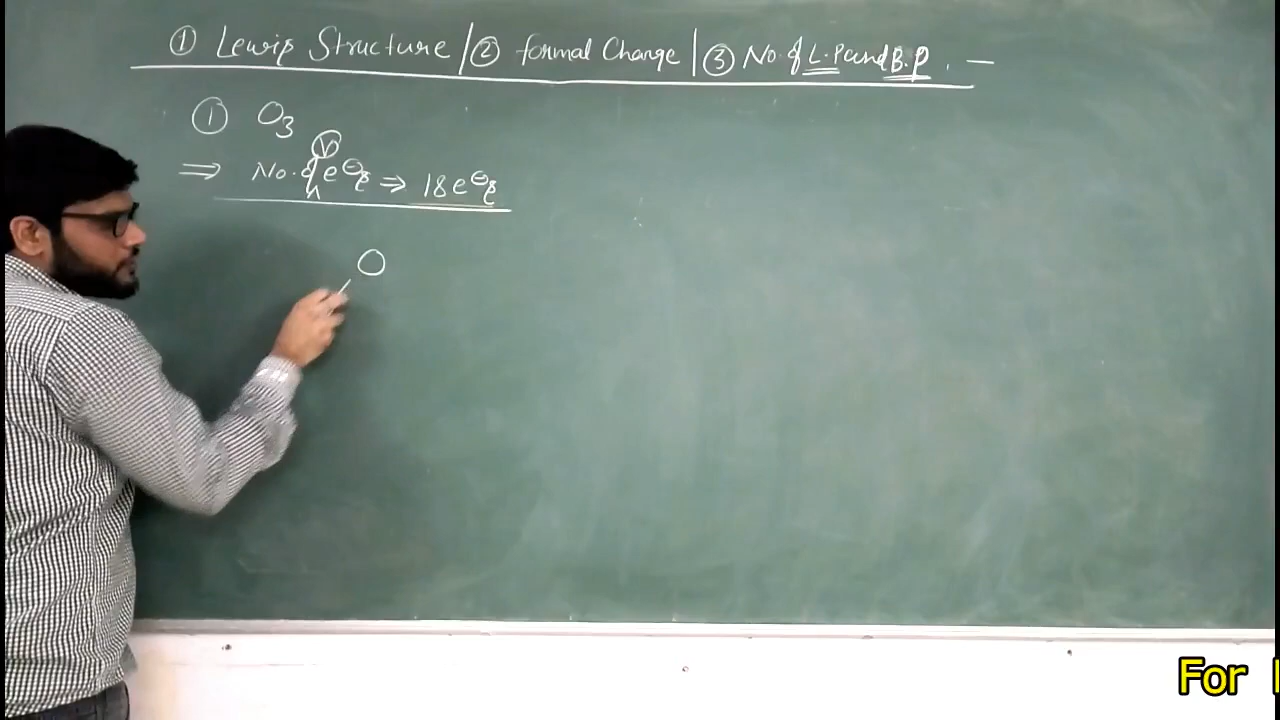 ① Lewis Structure / ② formal Change | ③ No. of L.P and B.P. —
① O₃
⇒ No. of Ⓥ e⊖s ⇒ 18e⊖s
O
For